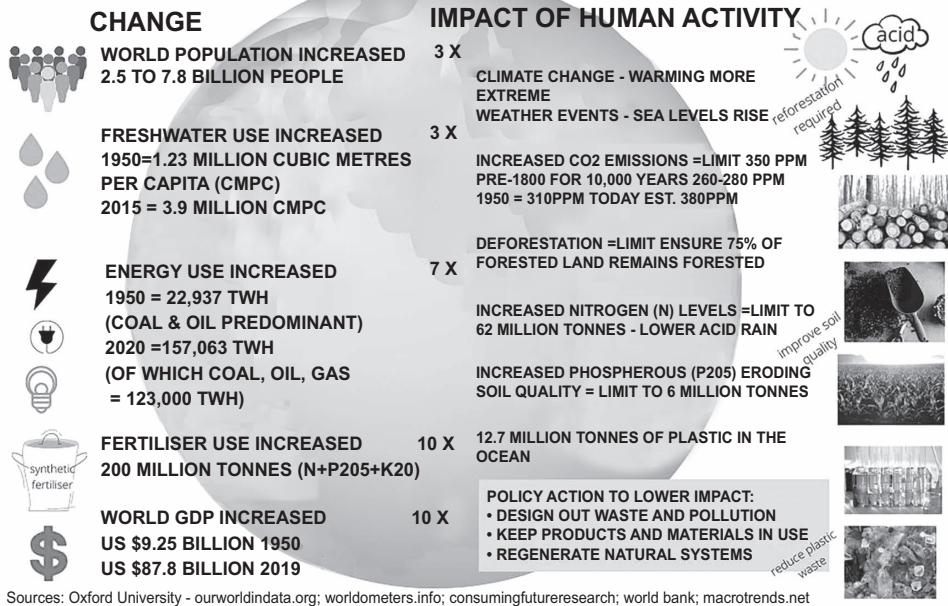 CHANGE
WORLD POPULATION INCREASED 3 X
2.5 TO 7.8 BILLION PEOPLE
FRESHWATER USE INCREASED 3 X
1950=1.23 MILLION CUBIC METRES
PER CAPITA (CMPC)
2015 = 3.9 MILLION CMPC
ENERGY USE INCREASED 7 X
1950 = 22,937 TWH
(COAL & OIL PREDOMINANT)
2020 =157,063 TWH
(OF WHICH COAL, OIL, GAS
= 123,000 TWH)
synthetic
fertiliser
FERTILISER USE INCREASED 10 X
200 MILLION TONNES (N+P205+K20)
WORLD GDP INCREASED 10 X
US $9.25 BILLION 1950
US $87.8 BILLION 2019
IMPACT OF HUMAN ACTIVITY
acid
CLIMATE CHANGE - WARMING MORE
EXTREME
WEATHER EVENTS - SEA LEVELS RISE
reforestation
required
INCREASED CO2 EMISSIONS =LIMIT 350 PPM
PRE-1800 FOR 10,000 YEARS 260-280 PPM
1950 = 310PPM TODAY EST. 380PPM
DEFORESTATION =LIMIT ENSURE 75% OF
FORESTED LAND REMAINS FORESTED
INCREASED NITROGEN (N) LEVELS =LIMIT TO
62 MILLION TONNES - LOWER ACID RAIN
improve soil
quality
INCREASED PHOSPHEROUS (P205) ERODING
SOIL QUALITY = LIMIT TO 6 MILLION TONNES
12.7 MILLION TONNES OF PLASTIC IN THE
OCEAN
POLICY ACTION TO LOWER IMPACT:
• DESIGN OUT WASTE AND POLLUTION
• KEEP PRODUCTS AND MATERIALS IN USE
• REGENERATE NATURAL SYSTEMS
reduce plastic
waste
Sources: Oxford University - ourworldindata.org; worldometers.info; consumingfutureresearch; world bank; macrotrends.net